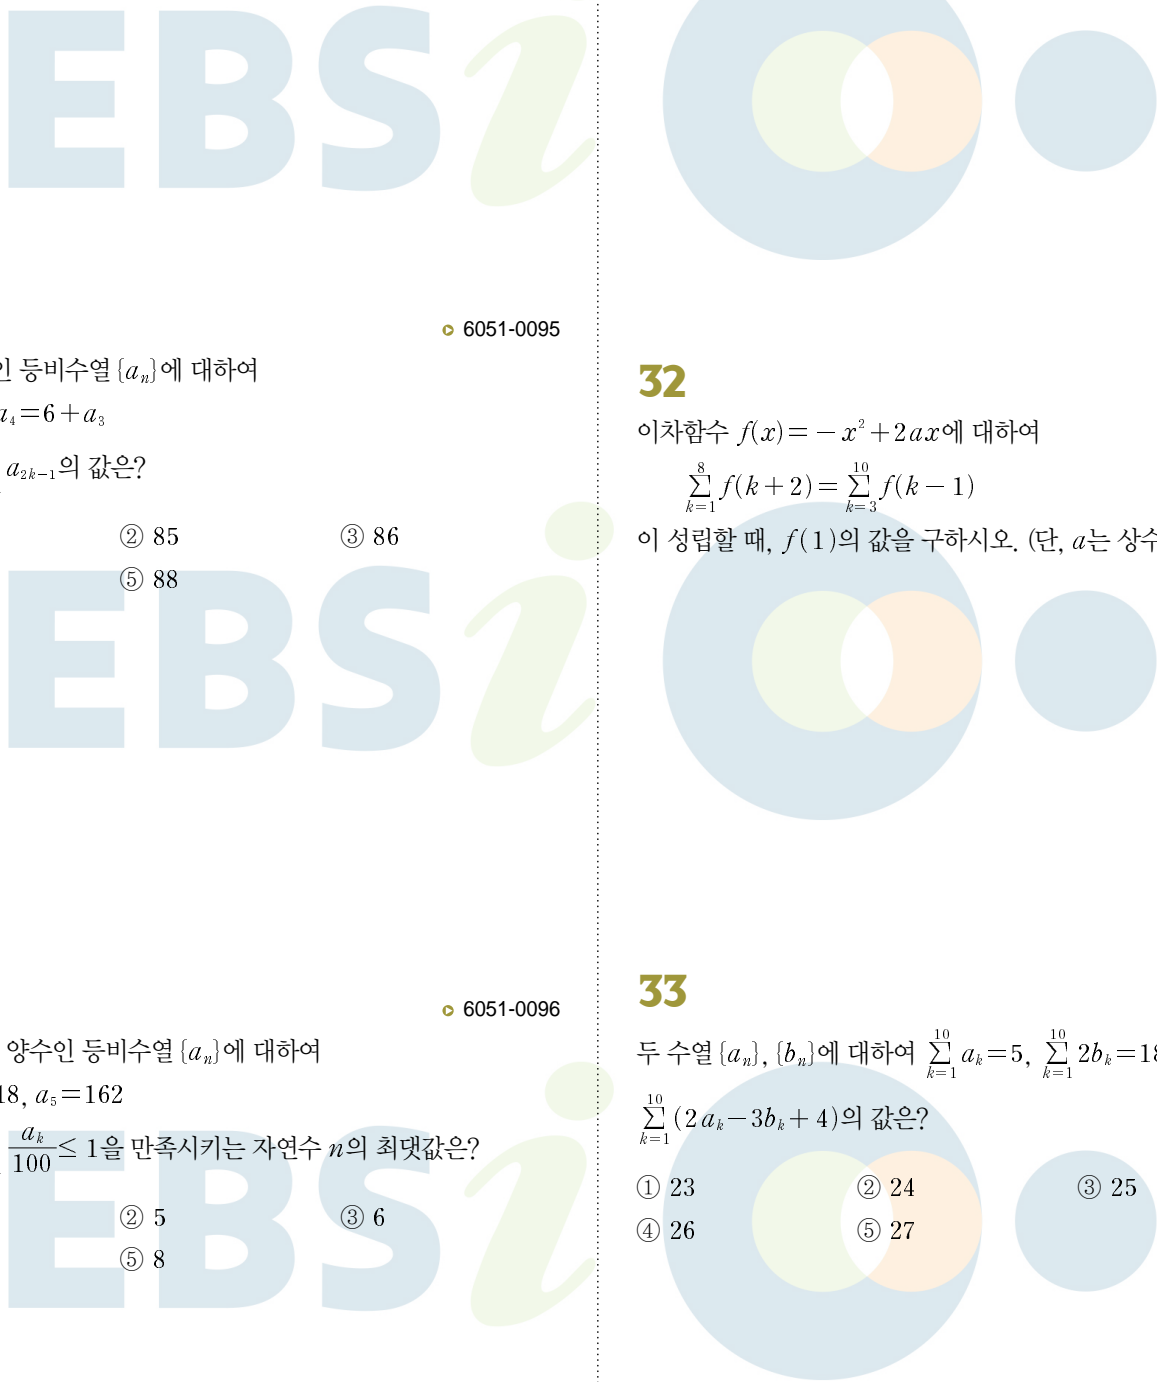 EBSi
6051-0095
인 등비수열 {aₙ}에 대하여
a₄=6+a₃
a₂ₖ₋₁의 값은?
② 85 ③ 86
⑤ 88
EBSi
6051-0096
양수인 등비수열 {aₙ}에 대하여
18, a₅=162
aₖ/100 ≤ 1을 만족시키는 자연수 n의 최댓값은?
② 5 ③ 6
⑤ 8
EBSi
32
이차함수 f(x)=-x²+2ax에 대하여
∑_{k=1}^{8} f(k+2)=∑_{k=3}^{10} f(k-1)
이 성립할 때, f(1)의 값을 구하시오. (단, a는 상수
33
두 수열 {aₙ}, {bₙ}에 대하여 ∑_{k=1}^{10} aₖ=5, ∑_{k=1}^{10} 2bₖ=18
∑_{k=1}^{10} (2aₖ-3bₖ+4)의 값은?
① 23 ② 24 ③ 25
④ 26 ⑤ 27